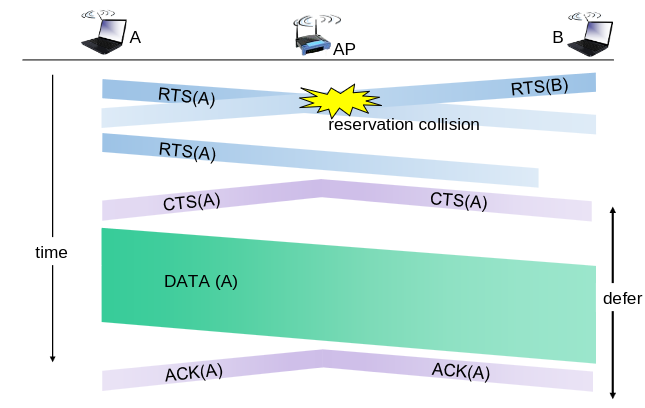 A
AP
B
RTS(A)
RTS(B)
reservation collision
RTS(A)
CTS(A)
CTS(A)
time
DATA (A)
defer
ACK(A)
ACK(A)